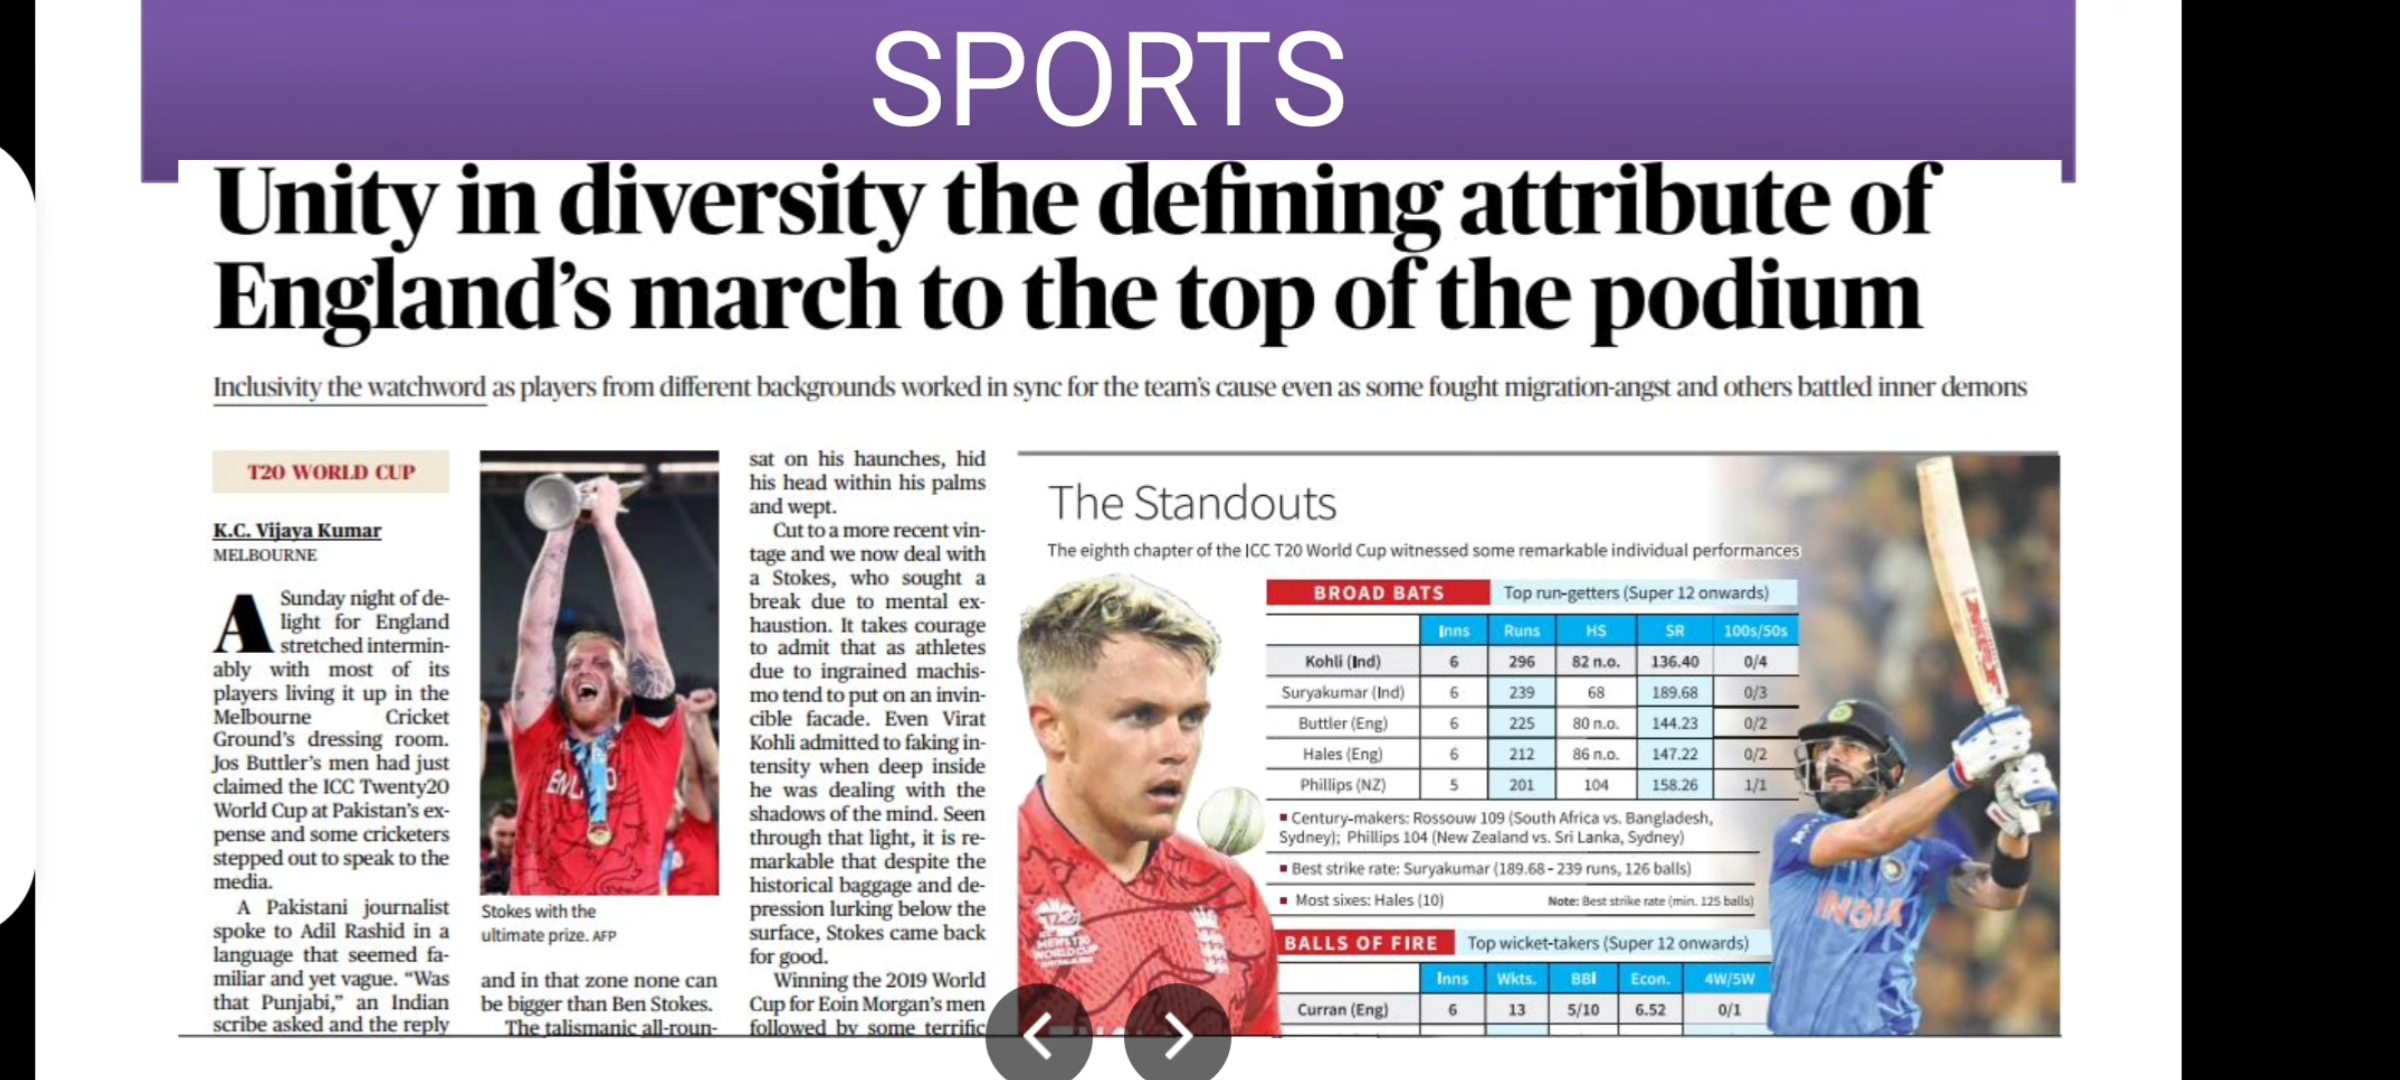 SPORTS
Unity in diversity the defining attribute of
England's march to the top of the podium
Inclusivity the watchword as players from different backgrounds worked in sync for the team's cause even as some fought migration-angst and others battled inner demons
T20 WORLD CUP
K.C. Vijaya Kumar
MELBOURNE
A Sunday night of de-
light for England
stretched intermin-
ably with most of its
players living it up in the
Melbourne Cricket
Ground's dressing room.
Jos Buttler's men had just
claimed the ICC Twenty20
World Cup at Pakistan's ex-
pense and some cricketers
stepped out to speak to the
media.
A Pakistani journalist
spoke to Adil Rashid in a
language that seemed fa-
miliar and yet vague. "Was
that Punjabi," an Indian
scribe asked and the reply
Stokes with the
ultimate prize. AFP
and in that zone none can
be bigger than Ben Stokes.
The talismanic all-roun-
sat on his haunches, hid
his head within his palms
and wept.
Cut to a more recent vin-
tage and we now deal with
a Stokes, who sought a
break due to mental ex-
haustion. It takes courage
to admit that as athletes
due to ingrained machis-
mo tend to put on an invin-
cible facade. Even Virat
Kohli admitted to faking in-
tensity when deep inside
he was dealing with the
shadows of the mind. Seen
through that light, it is re-
markable that despite the
historical baggage and de-
pression lurking below the
surface, Stokes came back
for good.
Winning the 2019 World
Cup for Eoin Morgan's men
followed by some terrific
The Standouts
The eighth chapter of the ICC T20 World Cup witnessed some remarkable individual performances
BROAD BATS Top run-getters (Super 12 onwards)
Inns Runs HS SR 100s/50s
Kohli (Ind) 6 296 82 n.o. 136.40 0/4
Suryakumar (Ind) 6 239 68 189.68 0/3
Buttler (Eng) 6 225 80 n.o. 144.23 0/2
Hales (Eng) 6 212 86 n.o. 147.22 0/2
Phillips (NZ) 5 201 104 158.26 1/1
▪ Century-makers: Rossouw 109 (South Africa vs. Bangladesh,
Sydney); Phillips 104 (New Zealand vs. Sri Lanka, Sydney)
▪ Best strike rate: Suryakumar (189.68 - 239 runs, 126 balls)
▪ Most sixes: Hales (10) Note: Best strike rate (min. 125 balls)
BALLS OF FIRE Top wicket-takers (Super 12 onwards)
Inns Wkts. BBI Econ. 4W/5W
Curran (Eng) 6 13 5/10 6.52 0/1
INDIA